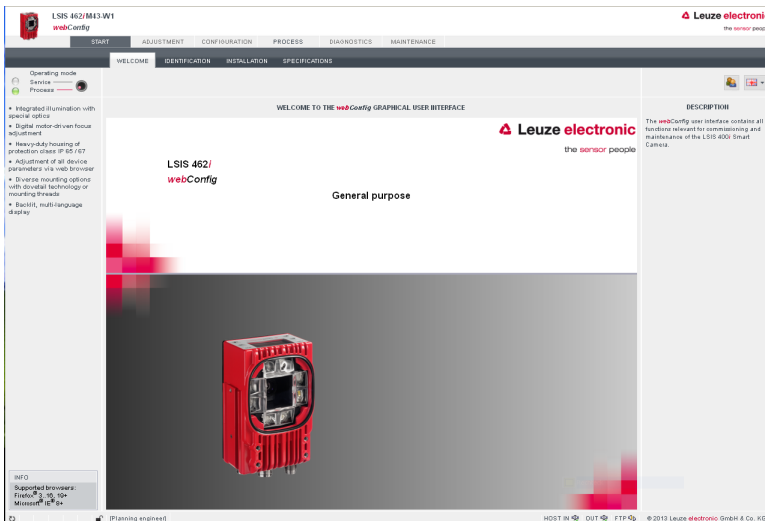 LSIS 462i/M43-W1
webConfig
Leuze electroni
the sensor peop
START ADJUSTMENT CONFIGURATION PROCESS DIAGNOSTICS MAINTENANCE
WELCOME IDENTIFICATION INSTALLATION SPECIFICATIONS
Operating mode
Service
Process
Integrated illumination with
special optics
Digital motor-driven focus
adjustment
Heavy-duty housing of
protection class IP 65 / 67
Adjustment of all device
parameters via web browser
Diverse mounting options
with dovetail technology or
mounting threads
Backlit, multi-language
display
WELCOME TO THE webConfig GRAPHICAL USER INTERFACE
Leuze electronic
the sensor people
LSIS 462i
webConfig
General purpose
DESCRIPTION
The webConfig user interface contains all
functions relevant for commissioning and
maintenance of the LSIS 400i Smart
Camera.
INFO
Supported browsers:
Firefox® 3..16, 19+
Microsoft® IE® 8+
[Planning engineer]
HOST IN OUT FTP
©2013 Leuze electronic GmbH & Co. KG